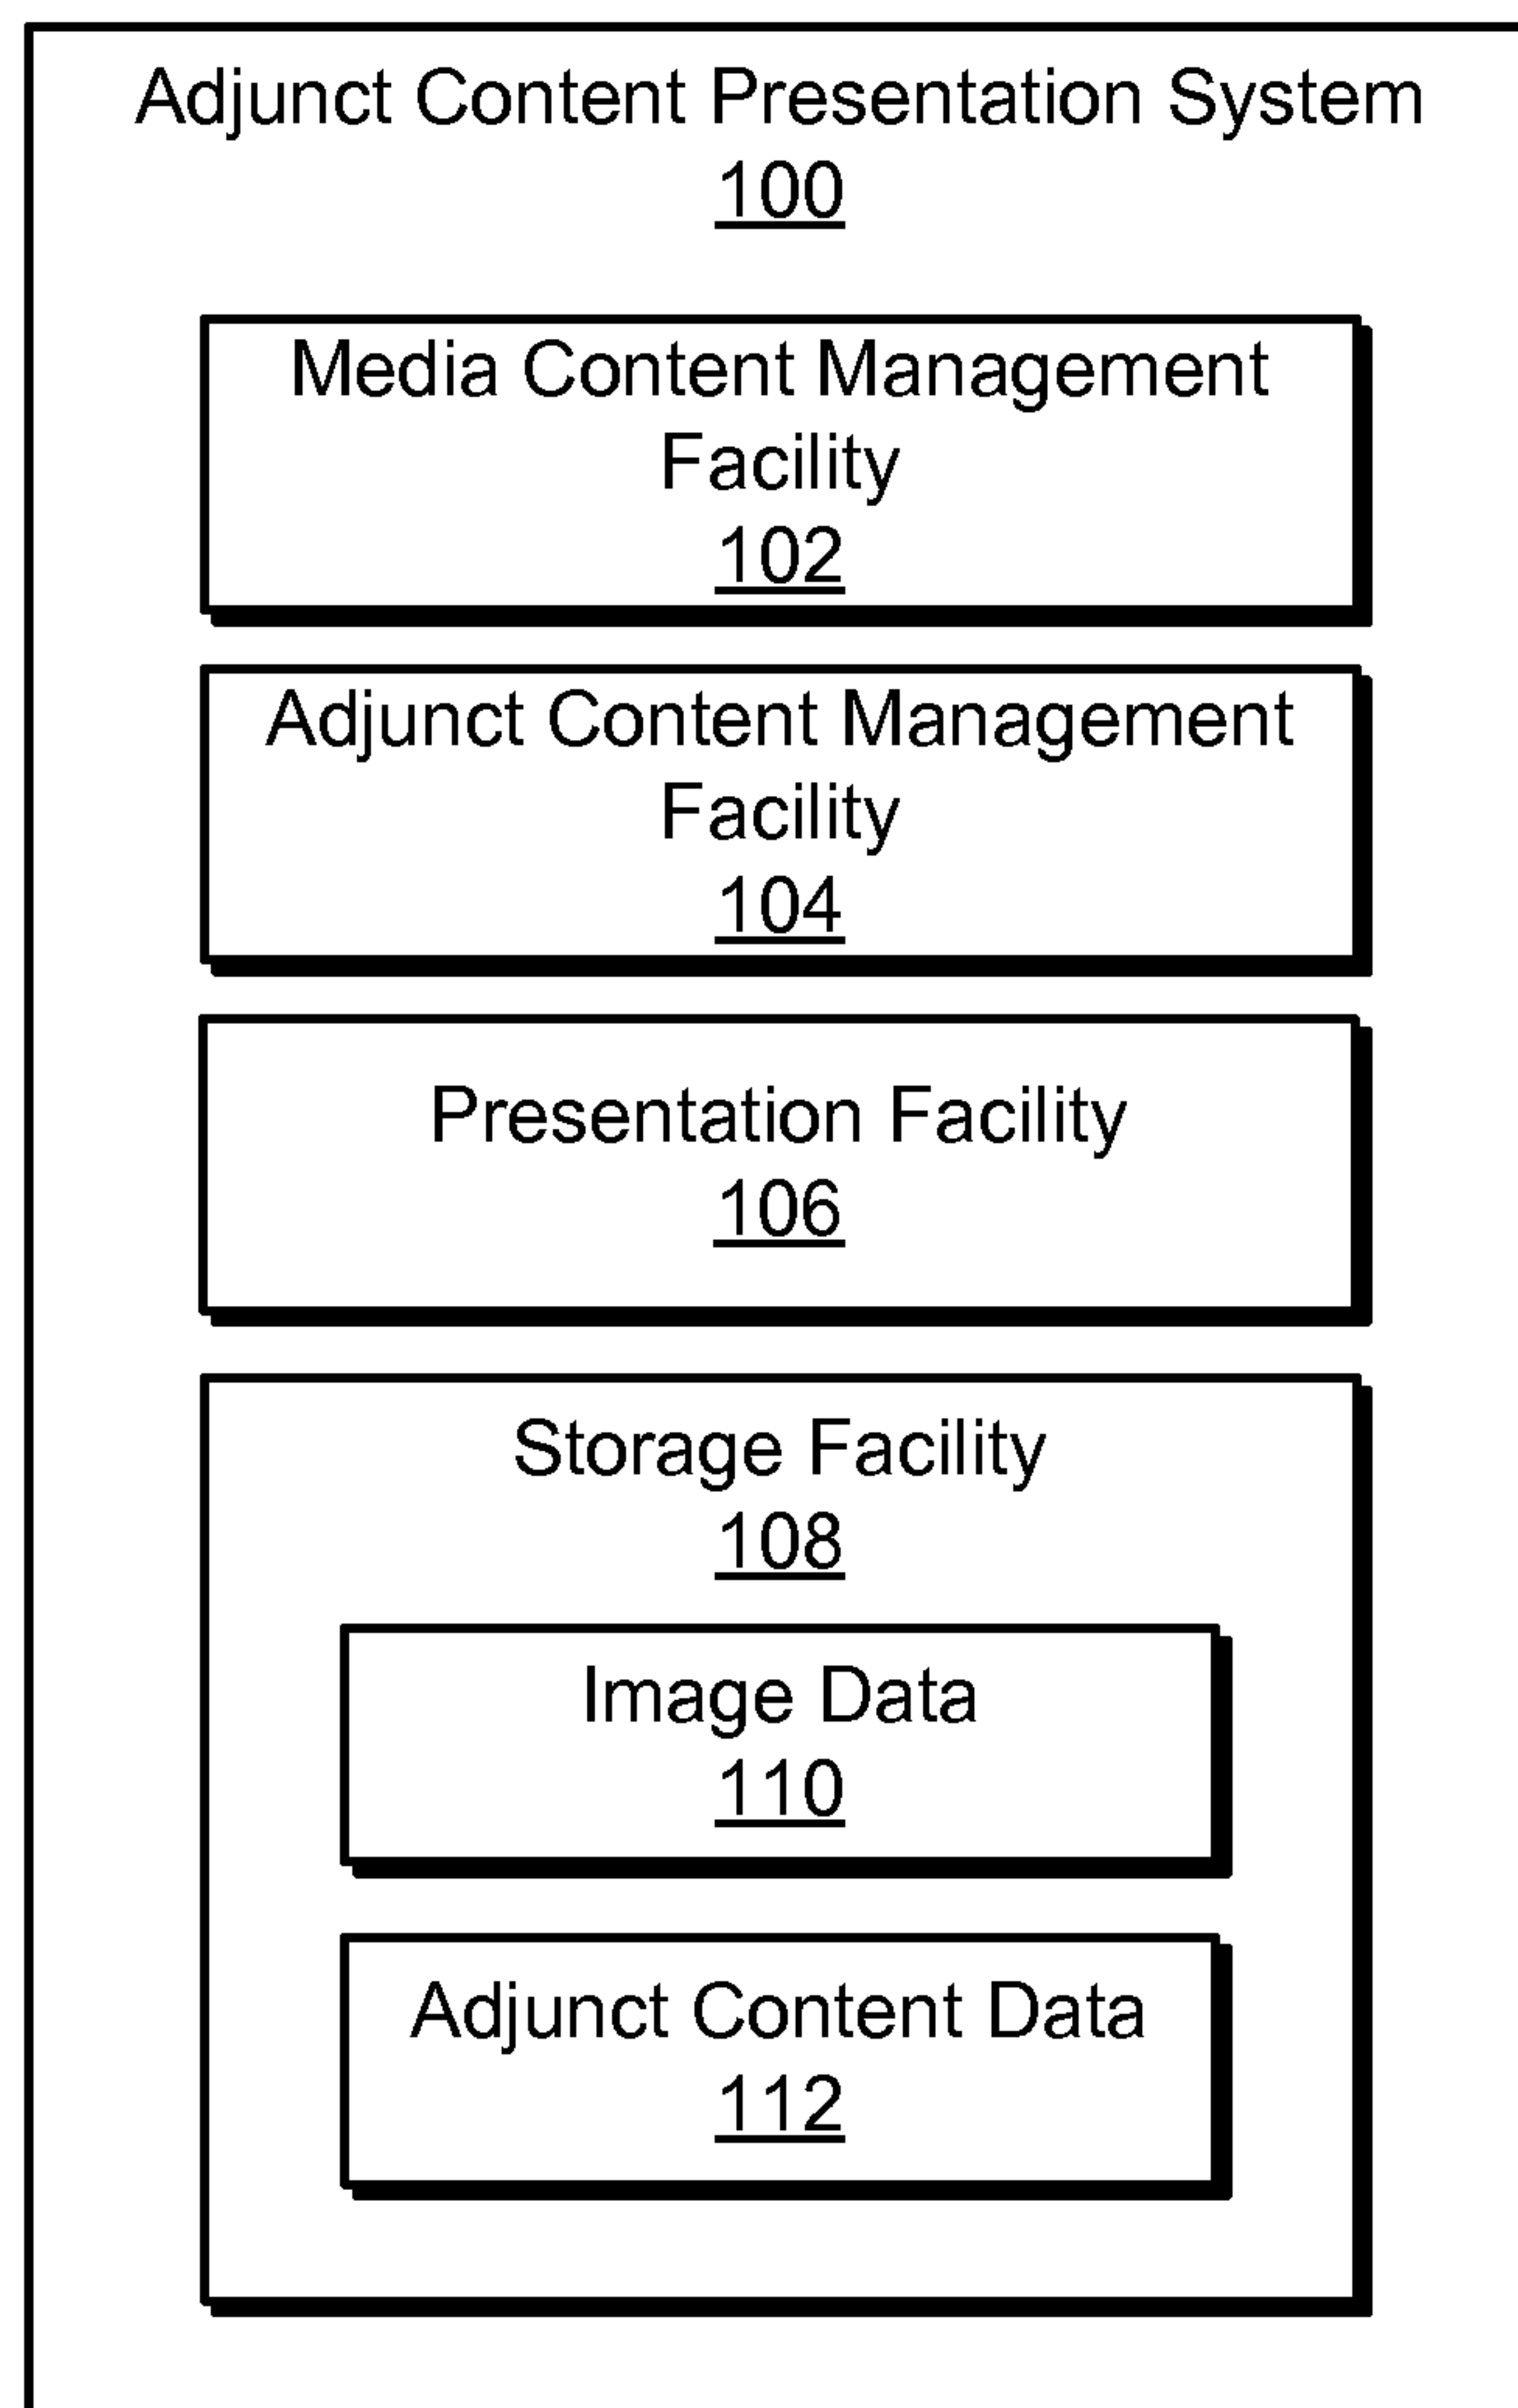 Adjunct Content Presentation System
100
Media Content Management
Facility
102
Adjunct Content Management
Facility
104
Presentation Facility
106
Storage Facility
108
Image Data
110
Adjunct Content Data
112